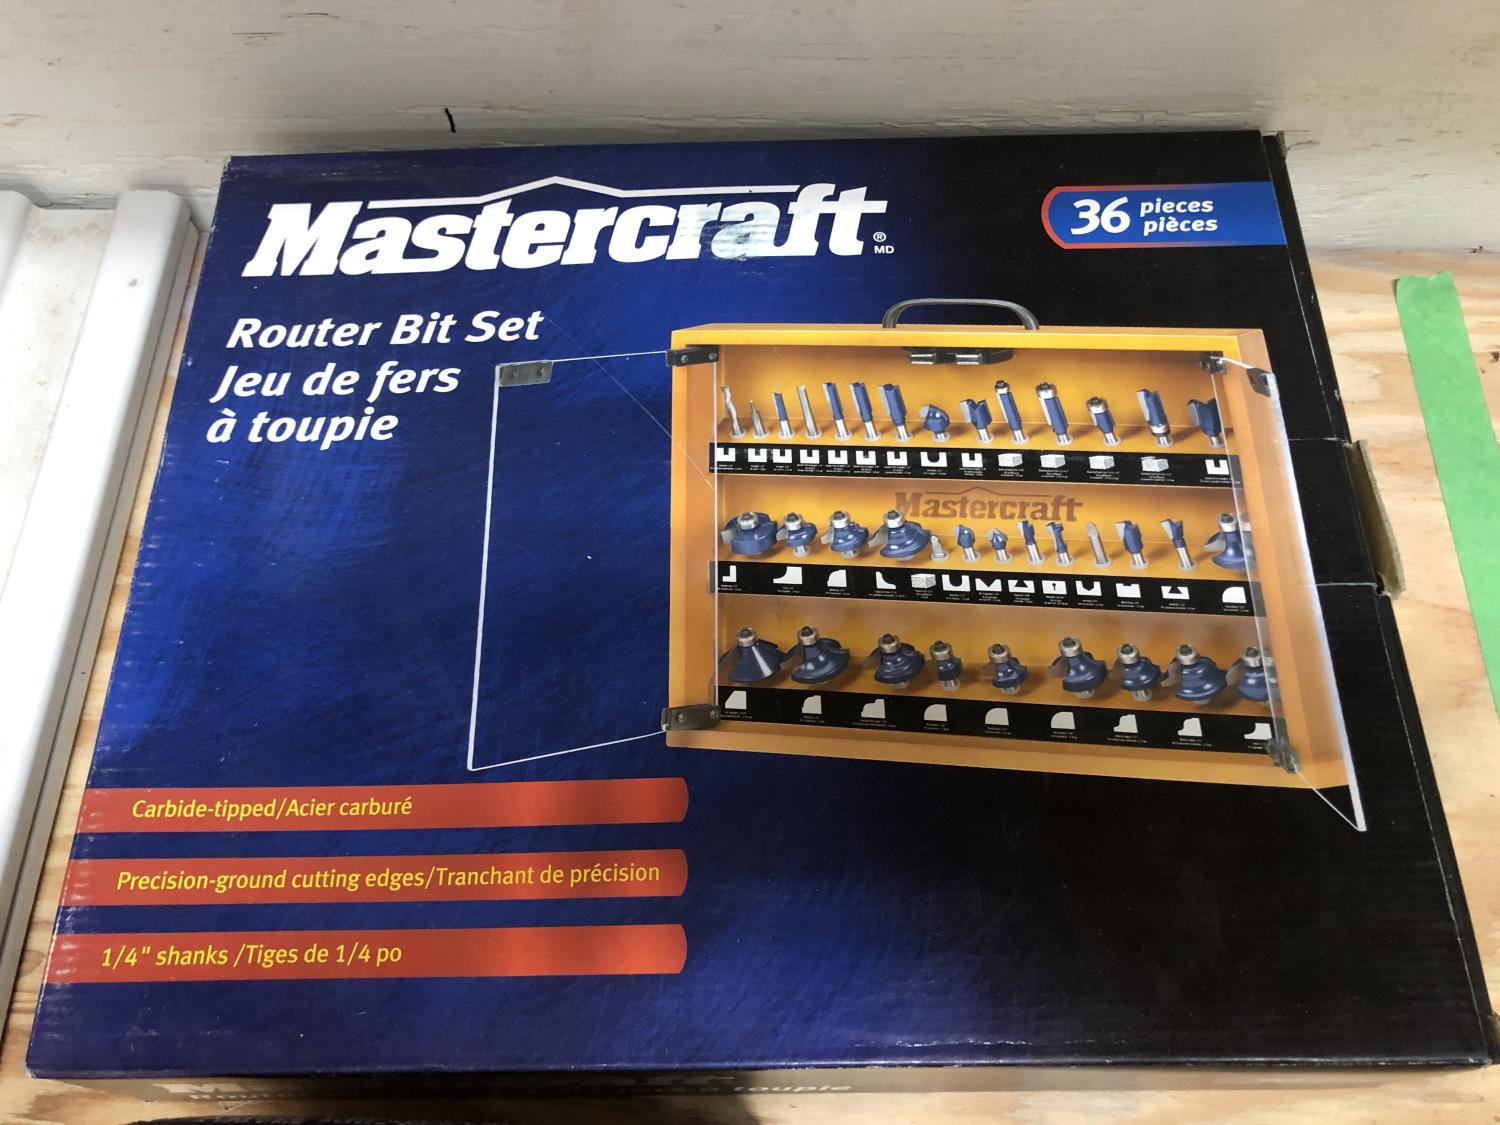 Mastercraft
®
MD
36 pieces
pièces
Router Bit Set
Jeu de fers
à toupie
Mastercraft
Carbide-tipped/Acier carburé
Precision-ground cutting edges/Tranchant de précision
1/4" shanks /Tiges de 1/4 po
toupie